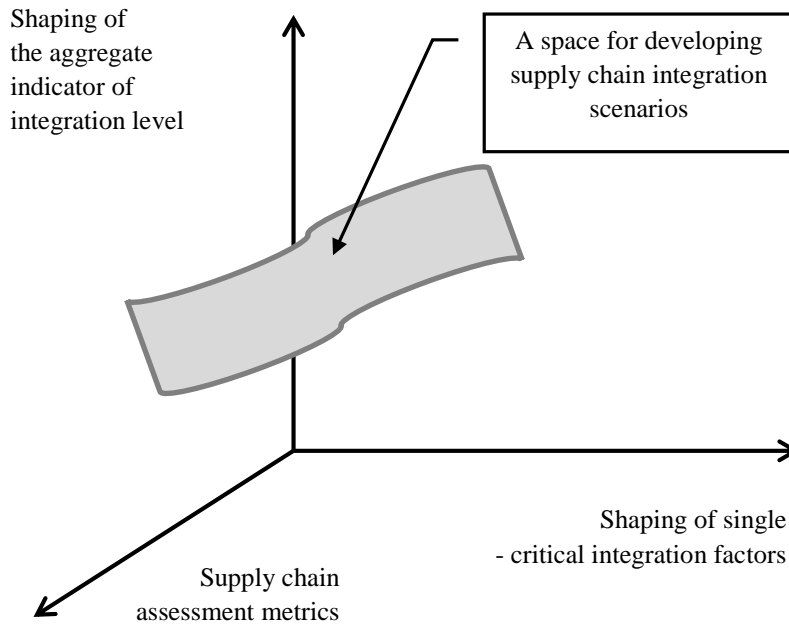 Shaping of
the aggregate
indicator of
integration level
A space for developing
supply chain integration
scenarios
Shaping of single
- critical integration factors
Supply chain
assessment metrics